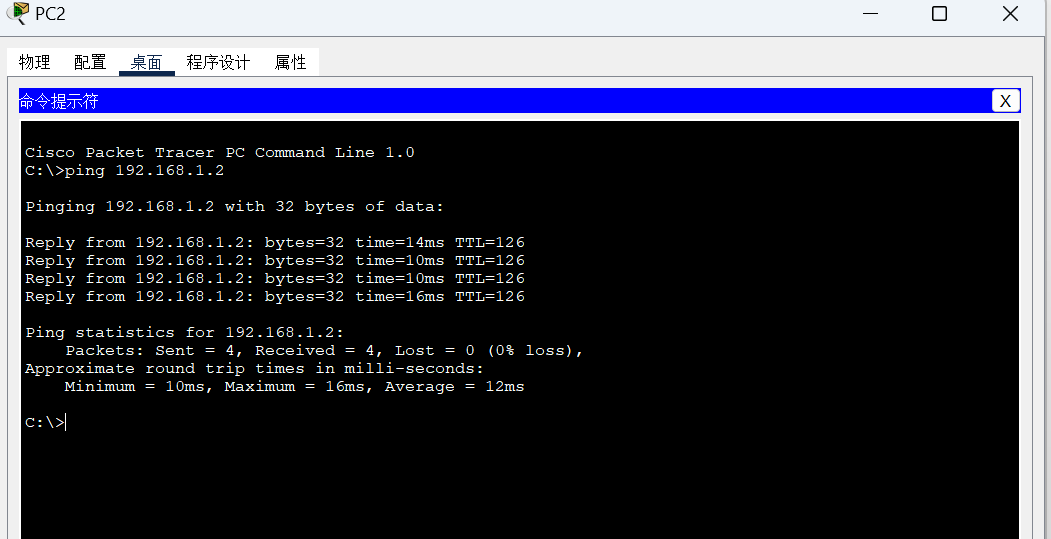 PC2
物理 配置 桌面 程序设计 属性
命令提示符 X
Cisco Packet Tracer PC Command Line 1.0
C:\>ping 192.168.1.2
Pinging 192.168.1.2 with 32 bytes of data:
Reply from 192.168.1.2: bytes=32 time=14ms TTL=126
Reply from 192.168.1.2: bytes=32 time=10ms TTL=126
Reply from 192.168.1.2: bytes=32 time=10ms TTL=126
Reply from 192.168.1.2: bytes=32 time=16ms TTL=126
Ping statistics for 192.168.1.2:
Packets: Sent = 4, Received = 4, Lost = 0 (0% loss),
Approximate round trip times in milli-seconds:
Minimum = 10ms, Maximum = 16ms, Average = 12ms
C:\>